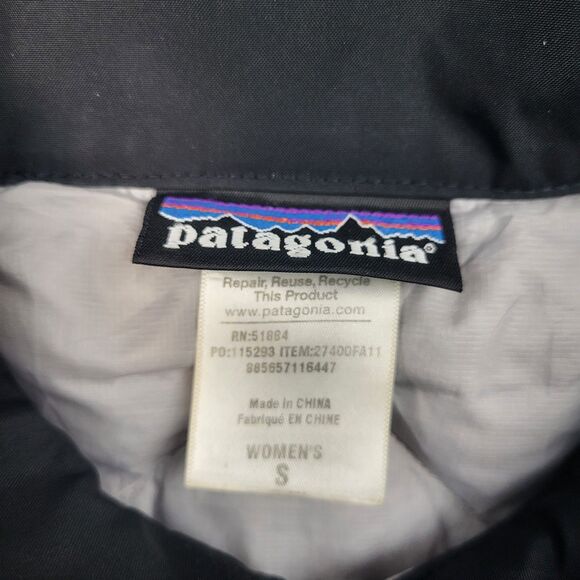 patagonia®
Repair, Reuse, Recycle
This Product
www.patagonia.com
RN:51884
PO:115293 ITEM:27400FA11
885657116447
Made in CHINA
Fabriqué EN CHINE
WOMEN'S
S